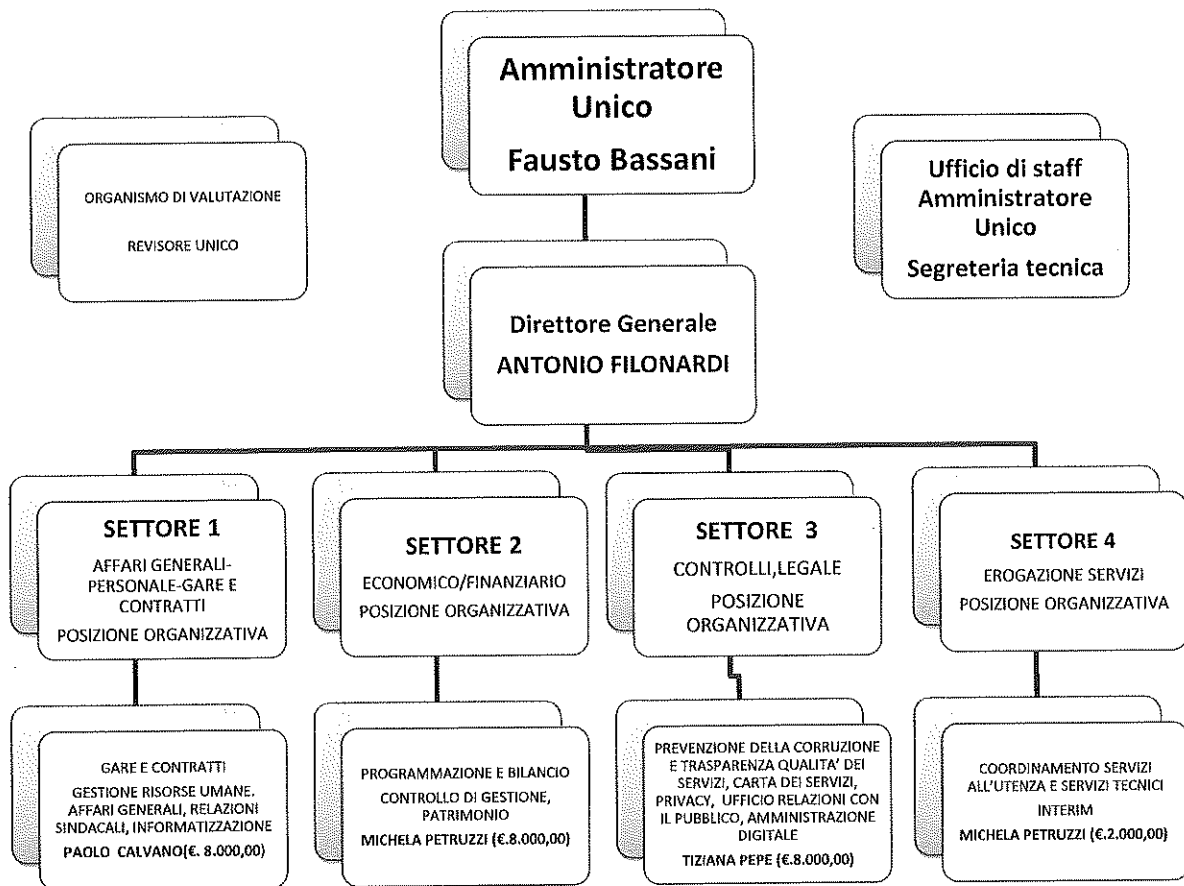 Amministratore
Unico
Fausto Bassani
ORGANISMO DI VALUTAZIONE
REVISORE UNICO
Ufficio di staff
Amministratore
Unico
Segreteria tecnica
Direttore Generale
ANTONIO FILONARDI
SETTORE 1
AFFARI GENERALI-
PERSONALE-GARE E
CONTRATTI
POSIZIONE ORGANIZZATIVA
SETTORE 2
ECONOMICO/FINANZIARIO
POSIZIONE ORGANIZZATIVA
SETTORE 3
CONTROLLI,LEGALE
POSIZIONE
ORGANIZZATIVA
SETTORE 4
EROGAZIONE SERVIZI
POSIZIONE ORGANIZZATIVA
GARE E CONTRATTI
GESTIONE RISORSE UMANE,
AFFARI GENERALI, RELAZIONI
SINDACALI, INFORMATIZZAZIONE
PAOLO CALVANO(€. 8.000,00)
PROGRAMMAZIONE E BILANCIO
CONTROLLO DI GESTIONE,
PATRIMONIO
MICHELA PETRUZZI (€.8.000,00)
PREVENZIONE DELLA CORRUZIONE
E TRASPARENZA QUALITA' DEI
SERVIZI, CARTA DEI SERVIZI,
PRIVACY, UFFICIO RELAZIONI CON
IL PUBBLICO, AMMINISTRAZIONE
DIGITALE
TIZIANA PEPE (€.8.000,00)
COORDINAMENTO SERVIZI
ALL'UTENZA E SERVIZI TECNICI
INTERIM
MICHELA PETRUZZI (€.2.000,00)